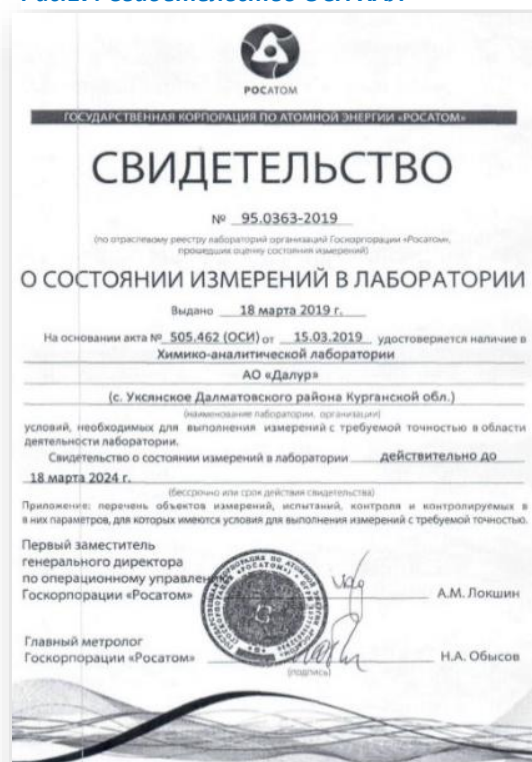 РОСАТОМ
ГОСУДАРСТВЕННАЯ КОРПОРАЦИЯ ПО АТОМНОЙ ЭНЕРГИИ «РОСАТОМ»
СВИДЕТЕЛЬСТВО
№ 95.0363-2019
(по отраслевому реестру лабораторий организаций Госкорпорации «Росатом»,
прошедших оценку состояния измерений)
О СОСТОЯНИИ ИЗМЕРЕНИЙ В ЛАБОРАТОРИИ
Выдано 18 марта 2019 г.
На основании акта № 505.462 (ОСИ) от 15.03.2019 удостоверяется наличие в
Химико-аналитической лаборатории
АО «Далур»
(с. Уксянское Далматовского района Курганской обл.)
(наименование лаборатории, организации)
условий, необходимых для выполнения измерений с требуемой точностью в области
деятельности лаборатории.
Свидетельство о состоянии измерений в лаборатории действительно до
18 марта 2024 г.
(бессрочно или срок действия свидетельства)
Приложение: перечень объектов измерений, испытаний, контроля и контролируемых в
в них параметров, для которых имеются условия для выполнения измерений с требуемой точностью.
Первый заместитель
генерального директора
по операционному управлению
Госкорпорации «Росатом» А.М. Локшин
Главный метролог
Госкорпорации «Росатом» Н.А. Обысов
(подпись)